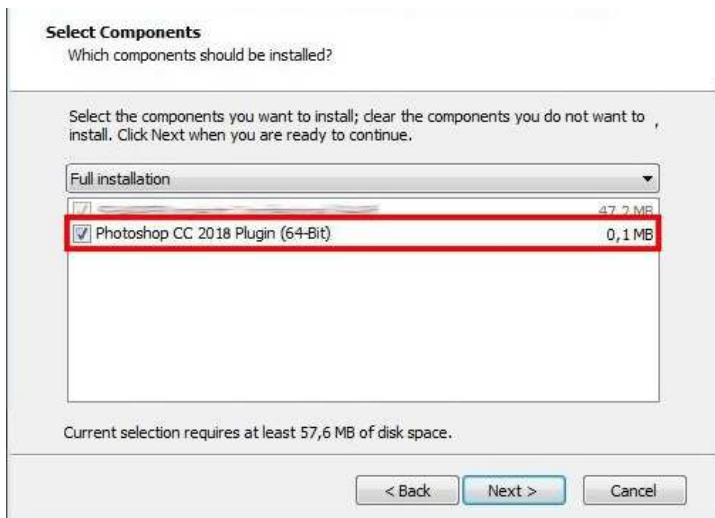 Select Components
Which components should be installed?
Select the components you want to install; clear the components you do not want to
install. Click Next when you are ready to continue.
Full installation
47,2 MB
Photoshop CC 2018 Plugin (64-Bit) 0,1 MB
Current selection requires at least 57,6 MB of disk space.
< Back Next > Cancel